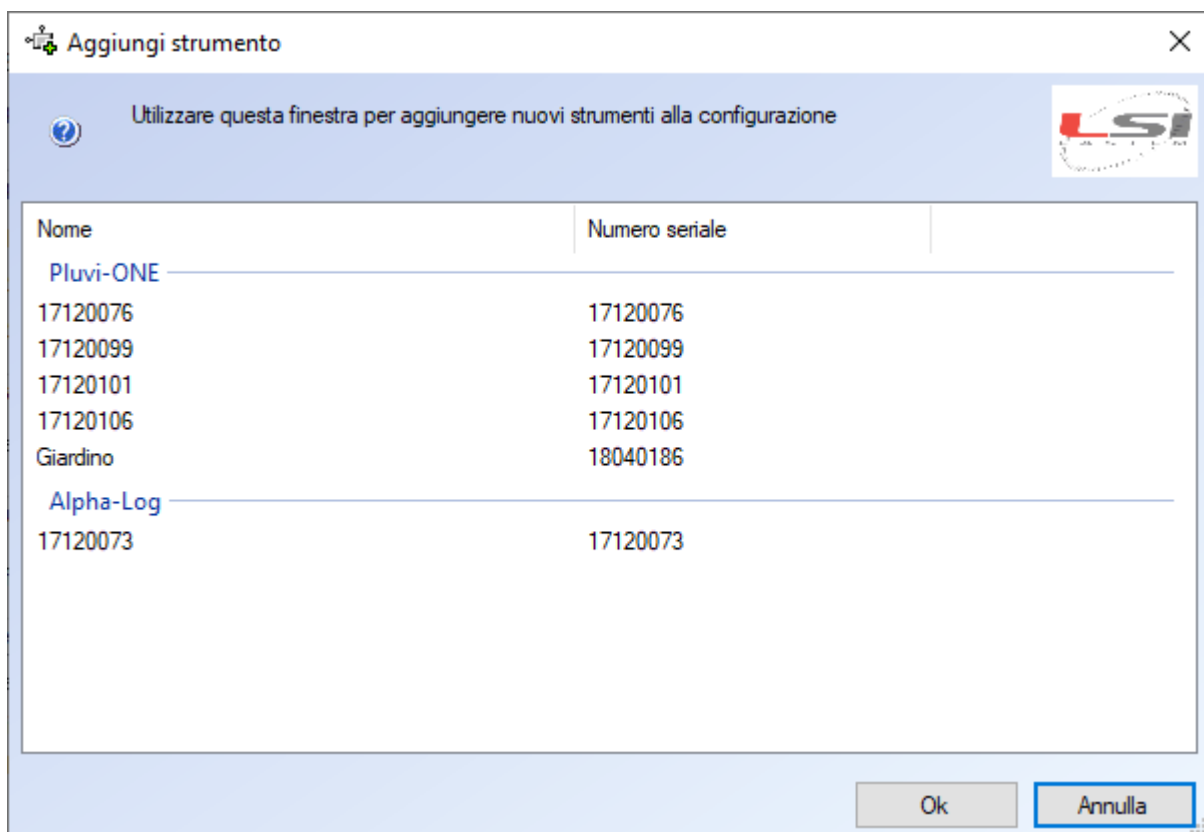 Aggiungi strumento
Utilizzare questa finestra per aggiungere nuovi strumenti alla configurazione
LSI
Nome Numero seriale
Pluvi-ONE
17120076 17120076
17120099 17120099
17120101 17120101
17120106 17120106
Giardino 18040186
Alpha-Log
17120073 17120073
Ok Annulla